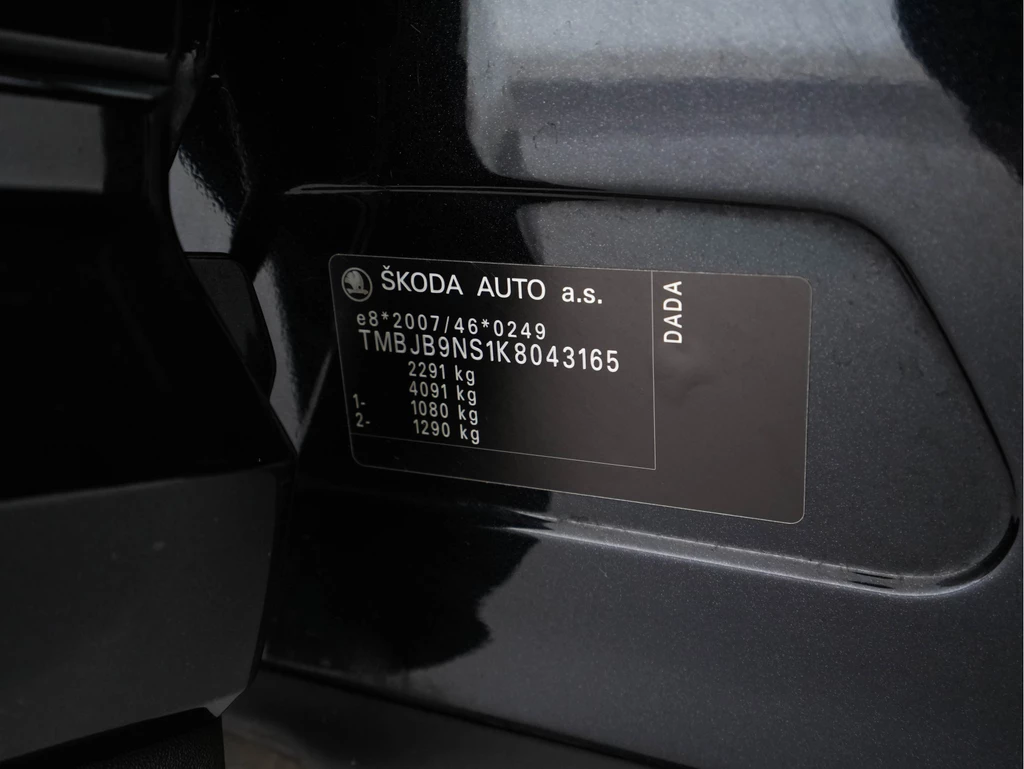 ŠKODA AUTO a.s.
e8*2007/46*0249
TMBJB9NS1K8043165
2291 kg
4091 kg
1- 1080 kg
2- 1290 kg
DADA